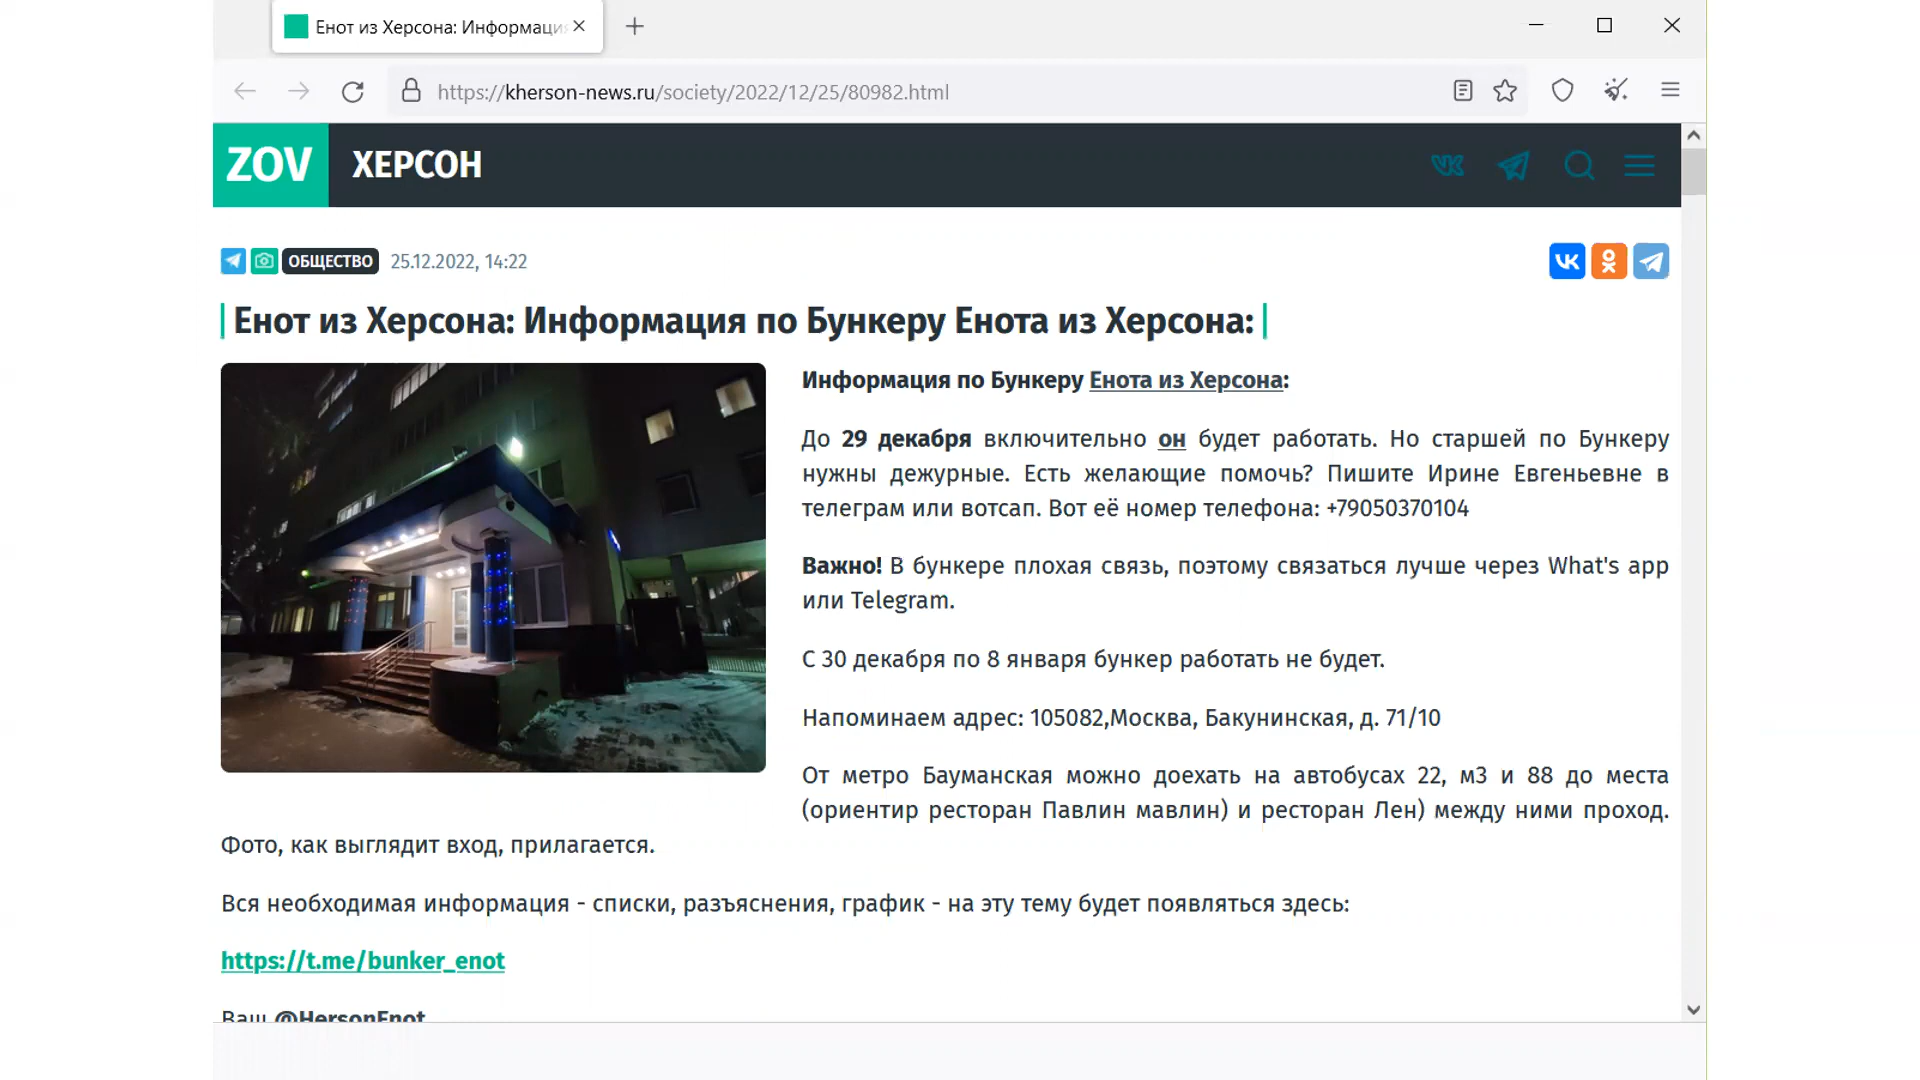 Енот из Херсона: Информаци
https://kherson-news.ru/society/2022/12/25/80982.html
ZOV ХЕРСОН
ОБЩЕСТВО 25.12.2022, 14:22
Енот из Херсона: Информация по Бункеру Енота из Херсона:
Информация по Бункеру Енота из Херсона:
До 29 декабря включительно он будет работать. Но старшей по Бункеру
нужны дежурные. Есть желающие помочь? Пишите Ирине Евгеньевне в
телеграм или вотсап. Вот её номер телефона: +79050370104
Важно! В бункере плохая связь, поэтому связаться лучше через What's app
или Telegram.
С 30 декабря по 8 января бункер работать не будет.
Напоминаем адрес: 105082,Москва, Бакунинская, д. 71/10
От метро Бауманская можно доехать на автобусах 22, м3 и 88 до места
(ориентир ресторан Павлин мавлин) и ресторан Лен) между ними проход.
Фото, как выглядит вход, прилагается.
Вся необходимая информация - списки, разъяснения, график - на эту тему будет появляться здесь:
https://t.me/bunker_enot
Ваш @HersonEnot